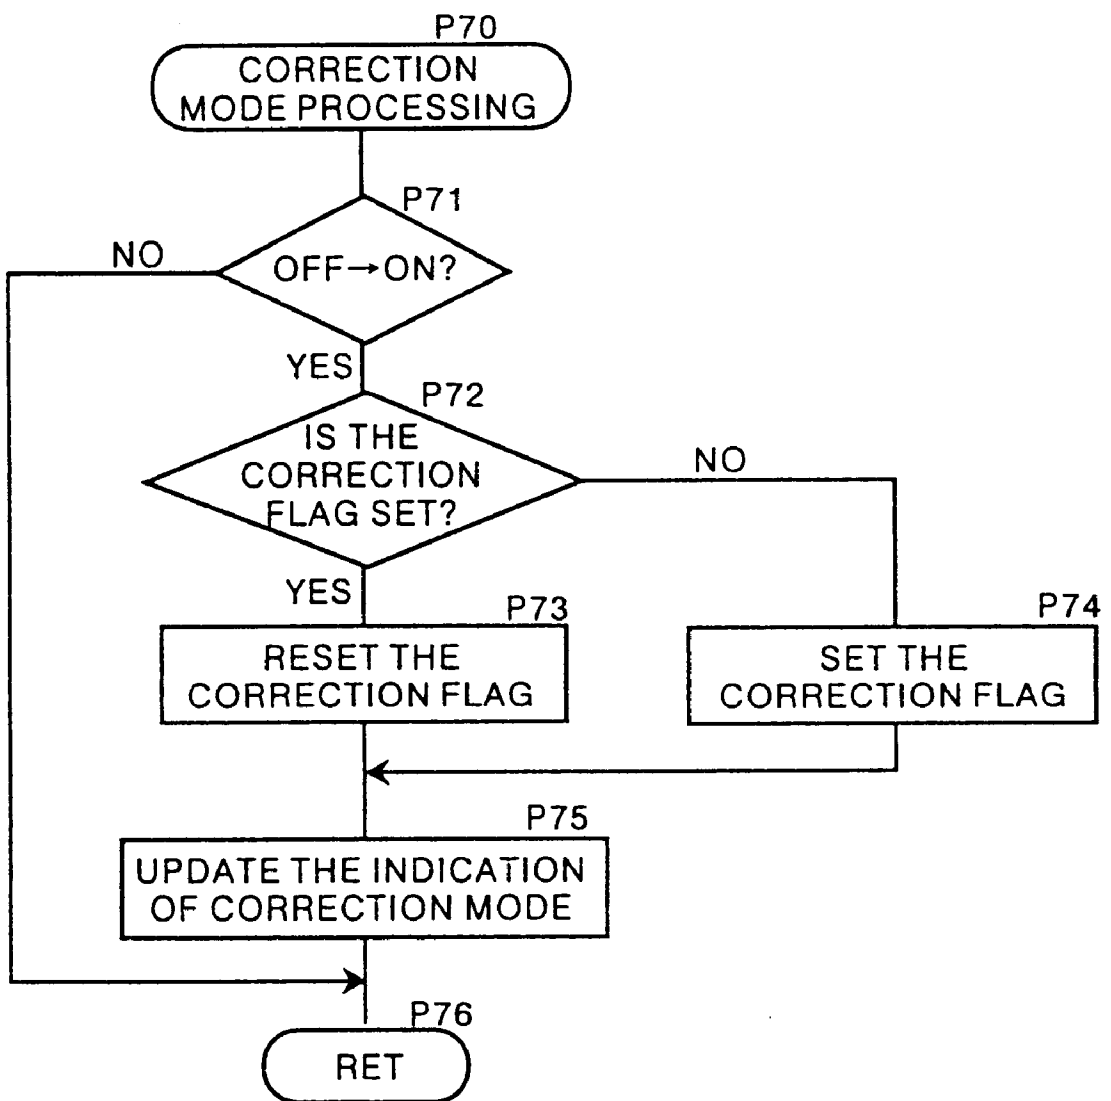 P70
CORRECTION
MODE PROCESSING
P71
NO
OFF→ON?
YES
P72
IS THE
CORRECTION
FLAG SET?
NO
YES
P73
RESET THE
CORRECTION FLAG
P74
SET THE
CORRECTION FLAG
P75
UPDATE THE INDICATION
OF CORRECTION MODE
P76
RET